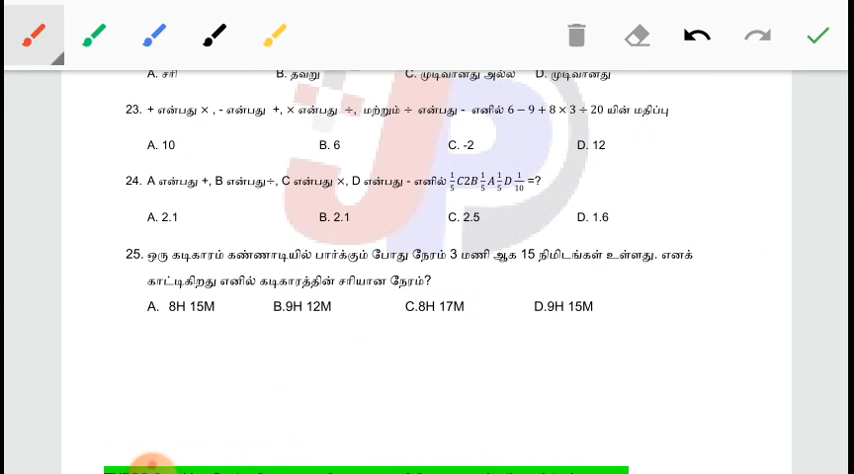 A. சரி B. தவறு C. முடிவானது அல்ல D. முடிவானது
23. + என்பது × , - என்பது +, × என்பது ÷, மற்றும் ÷ என்பது - எனில் 6 − 9 + 8 × 3 ÷ 20 யின் மதிப்பு
A. 10 B. 6 C. -2 D. 12
24. A என்பது +, B என்பது÷, C என்பது ×, D என்பது - எனில் 1/5 C2B 1/5 A 1/5 D 1/10 =?
A. 2.1 B. 2.1 C. 2.5 D. 1.6
25. ஒரு கடிகாரம் கண்ணாடியில் பார்க்கும் போது நேரம் 3 மணி ஆக 15 நிமிடங்கள் உள்ளது. எனக்
காட்டிகிறது எனில் கடிகாரத்தின் சரியான நேரம்?
A. 8H 15M B.9H 12M C.8H 17M D.9H 15M